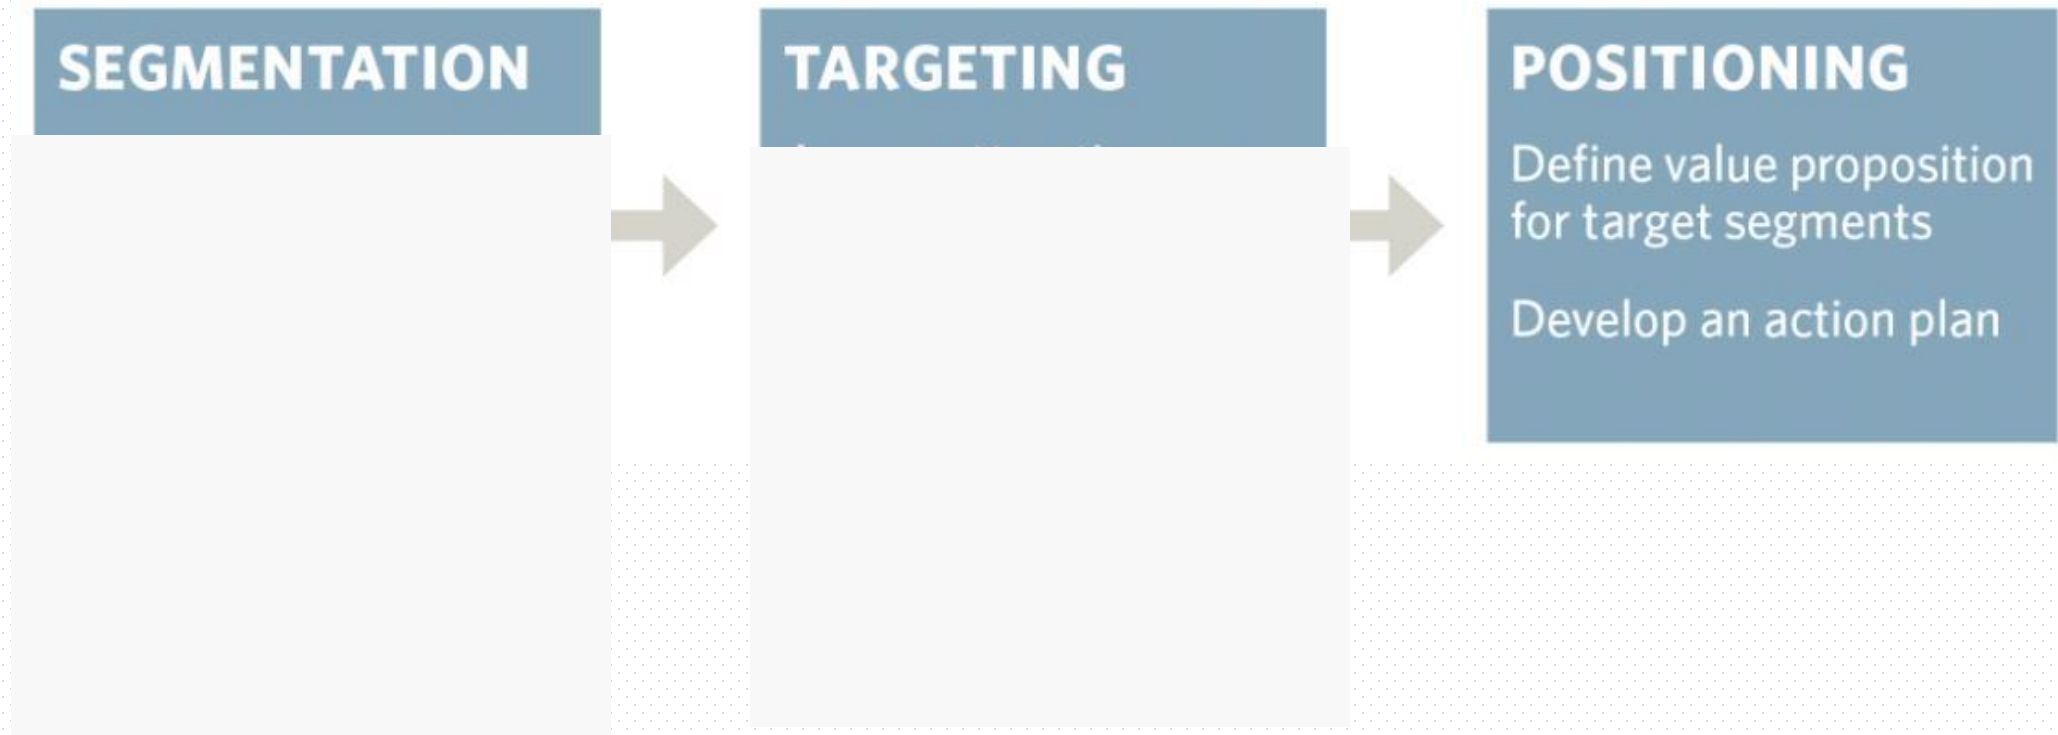 SEGMENTATION
TARGETING
POSITIONING
Define value proposition
for target segments
Develop an action plan